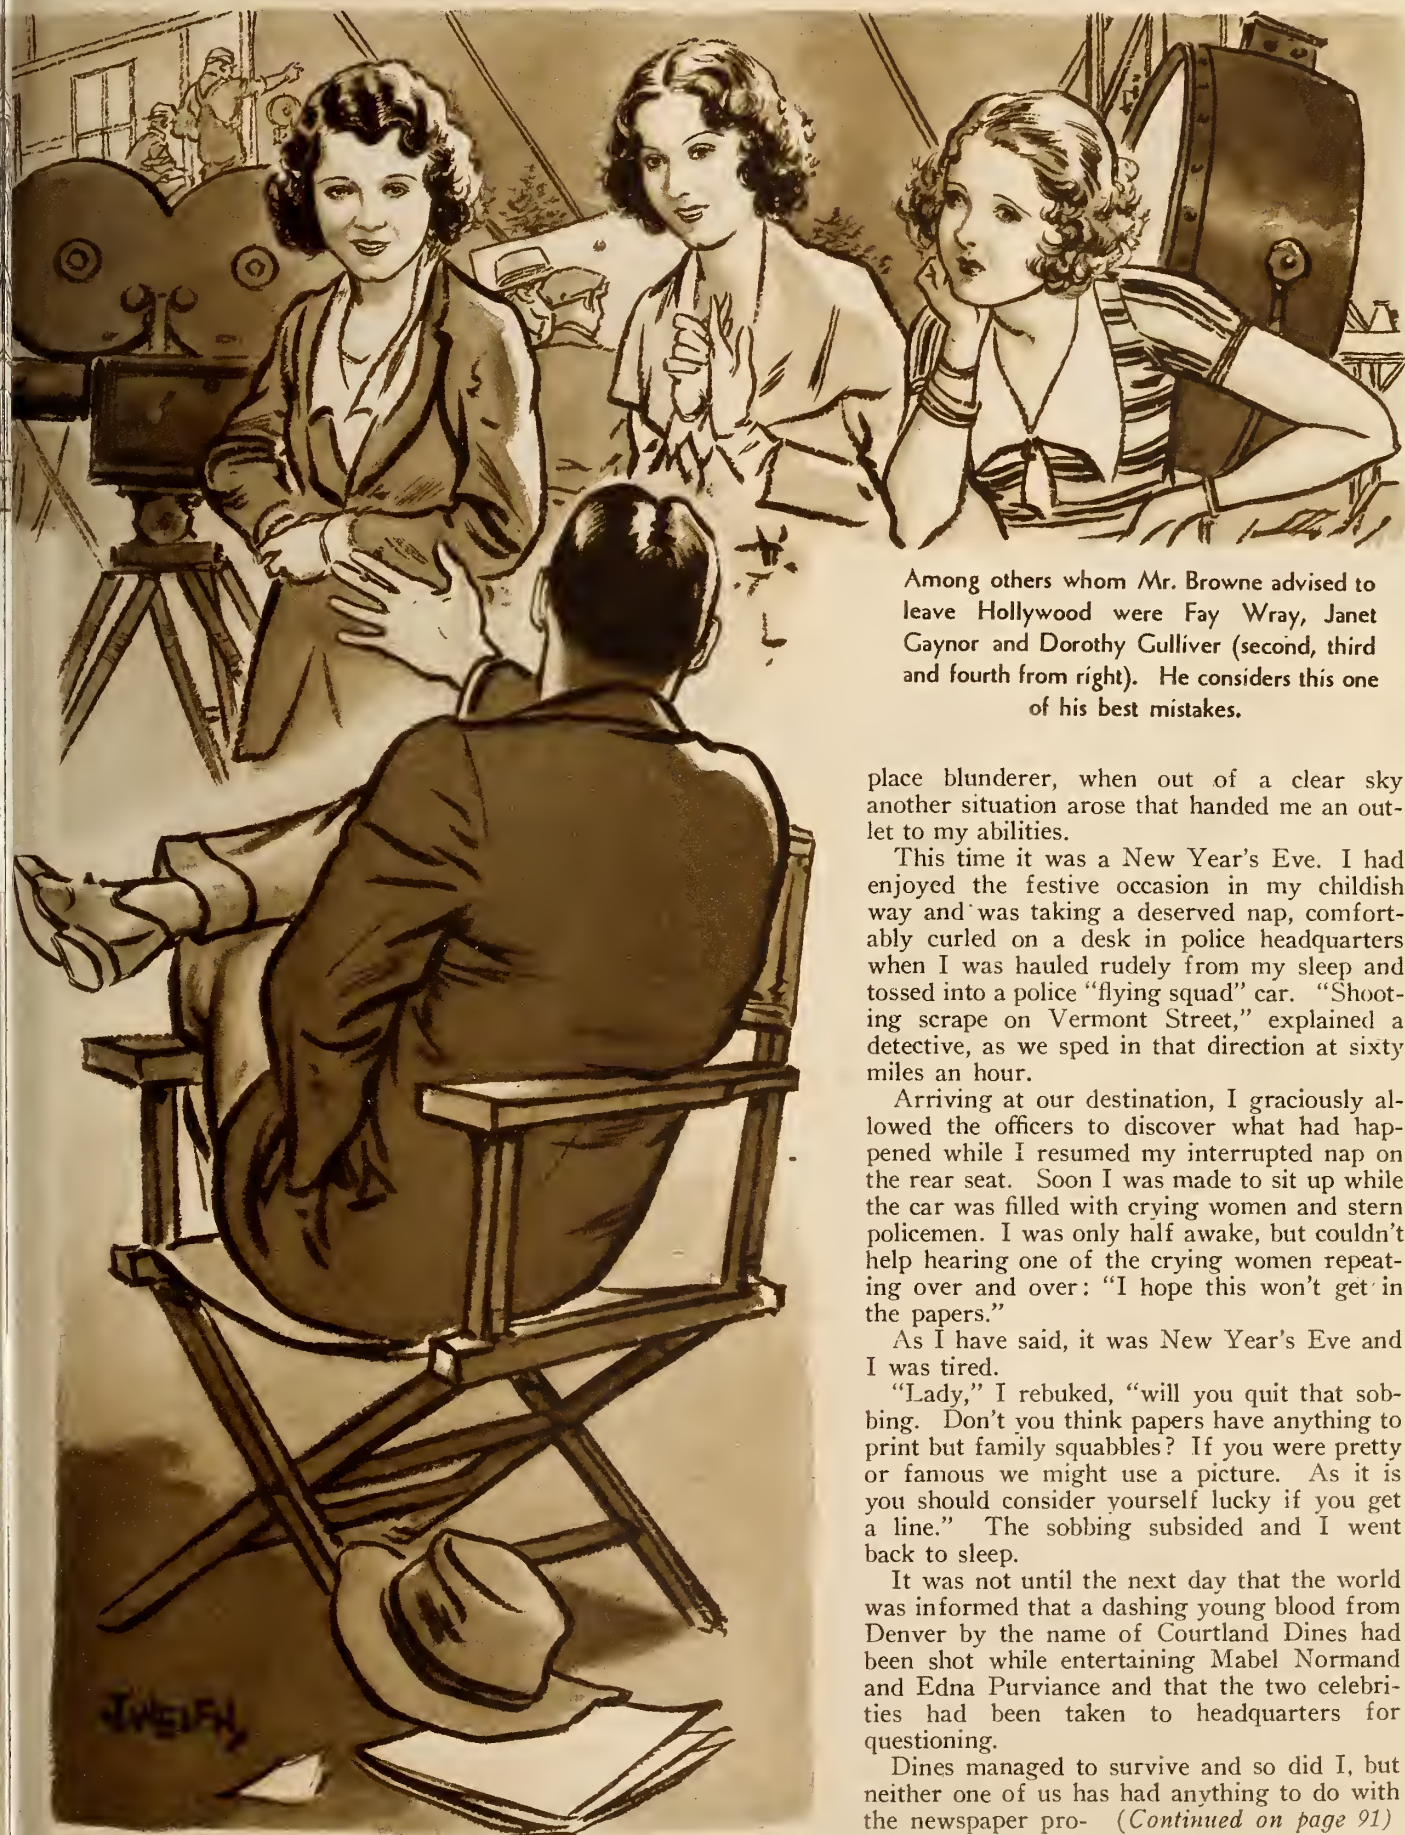 Among others whom Mr. Browne advised to
leave Hollywood were Fay Wray, Janet
Gaynor and Dorothy Gulliver (second, third
and fourth from right). He considers this one
of his best mistakes.
place blunderer, when out of a clear sky
another situation arose that handed me an out-
let to my abilities.
This time it was a New Year's Eve. I had
enjoyed the festive occasion in my childish
way and was taking a deserved nap, comfort-
ably curled on a desk in police headquarters
when I was hauled rudely from my sleep and
tossed into a police “flying squad” car. “Shoot-
ing scrape on Vermont Street,” explained a
detective, as we sped in that direction at sixty
miles an hour.
Arriving at our destination, I graciously al-
lowed the officers to discover what had hap-
pened while I resumed my interrupted nap on
the rear seat. Soon I was made to sit up while
the car was filled with crying women and stern
policemen. I was only half awake, but couldn't
help hearing one of the crying women repeat-
ing over and over: “I hope this won't get in
the papers.”
As I have said, it was New Year's Eve and
I was tired.
“Lady,” I rebuked, “will you quit that sob-
bing. Don't you think papers have anything to
print but family squabbles? If you were pretty
or famous we might use a picture. As it is
you should consider yourself lucky if you get
a line.” The sobbing subsided and I went
back to sleep.
It was not until the next day that the world
was informed that a dashing young blood from
Denver by the name of Courtland Dines had
been shot while entertaining Mabel Normand
and Edna Purviance and that the two celebri-
ties had been taken to headquarters for
questioning.
Dines managed to survive and so did I, but
neither one of us has had anything to do with
the newspaper pro- (Continued on page 91)